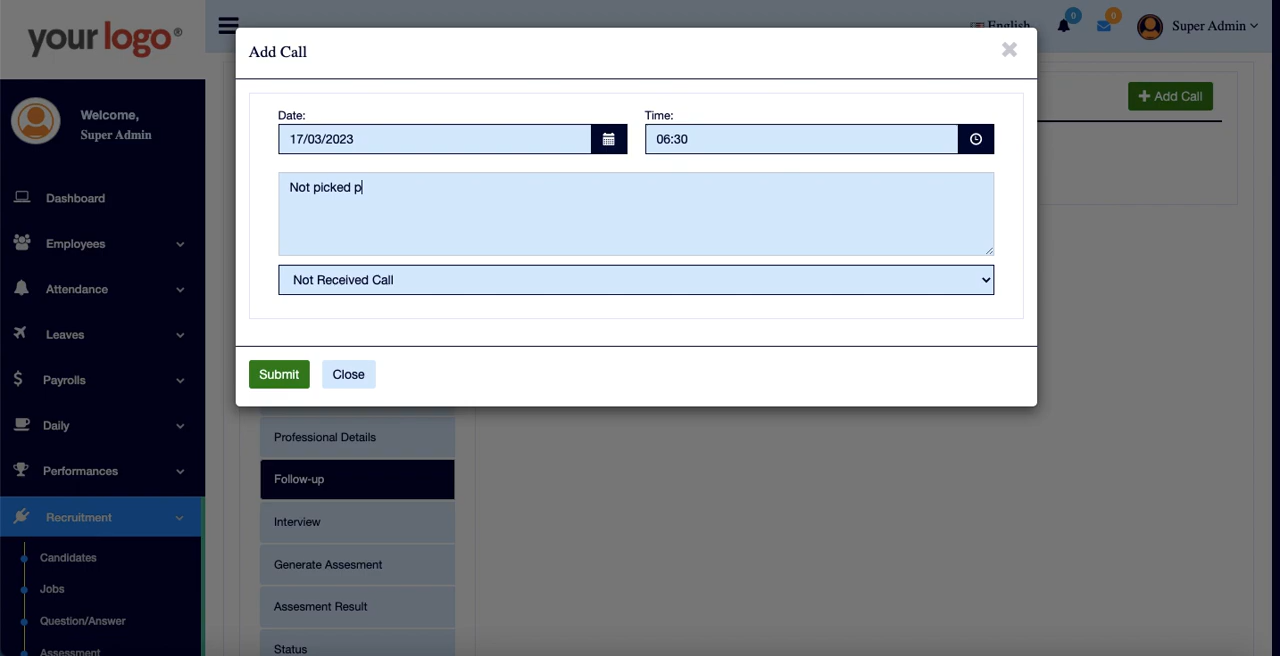 your logo®
English
0
0
Super Admin
Add Call
Welcome,
Super Admin
Add Call
Date:
Time:
17/03/2023
06:30
Not picked p
Not Received Call
Submit
Close
Dashboard
Employees
Attendance
Leaves
Payrolls
Daily
Performances
Recruitment
Candidates
Jobs
Question/Answer
Assessment
Professional Details
Follow-up
Interview
Generate Assesment
Assesment Result
Status